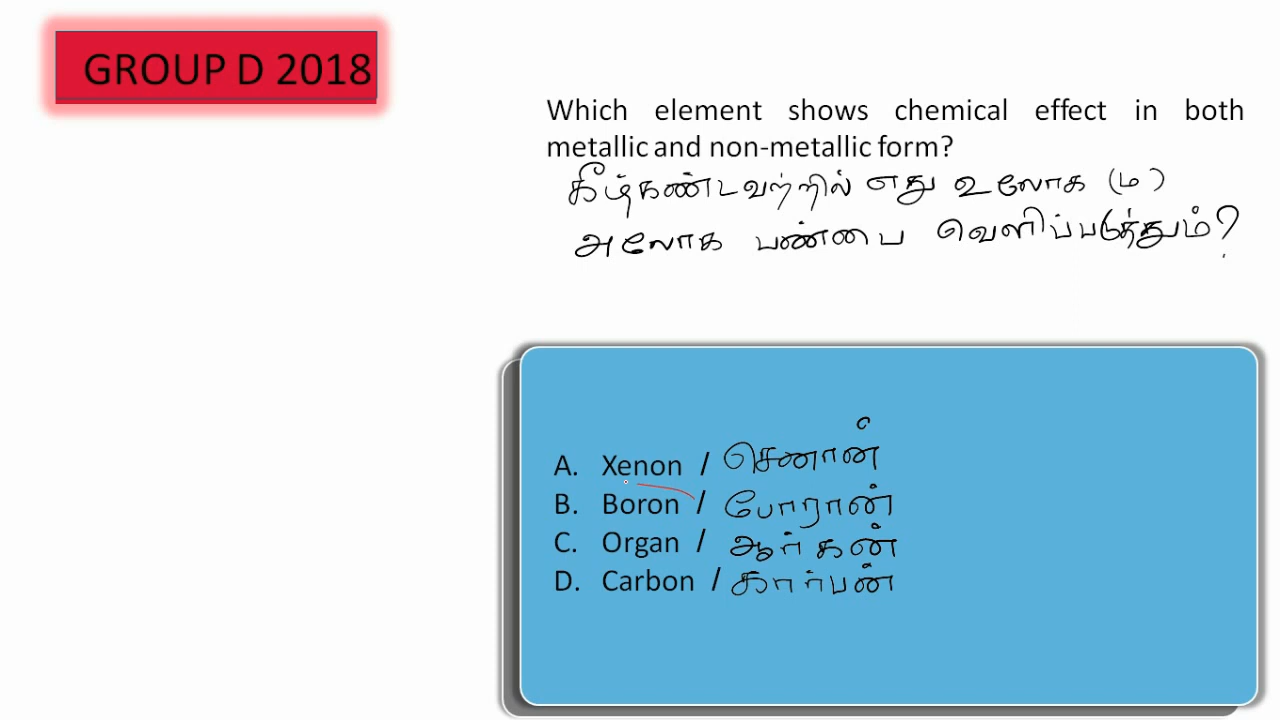 GROUP D 2018
Which element shows chemical effect in both
metallic and non-metallic form?
கீழ்கண்டவற்றில் எது உலோக (ம)
அலோக பண்பை வெளிப்படுத்தும்?
A. Xenon / செனான்
B. Boron / போரான்
C. Organ / ஆர்கன்
D. Carbon / கார்பன்